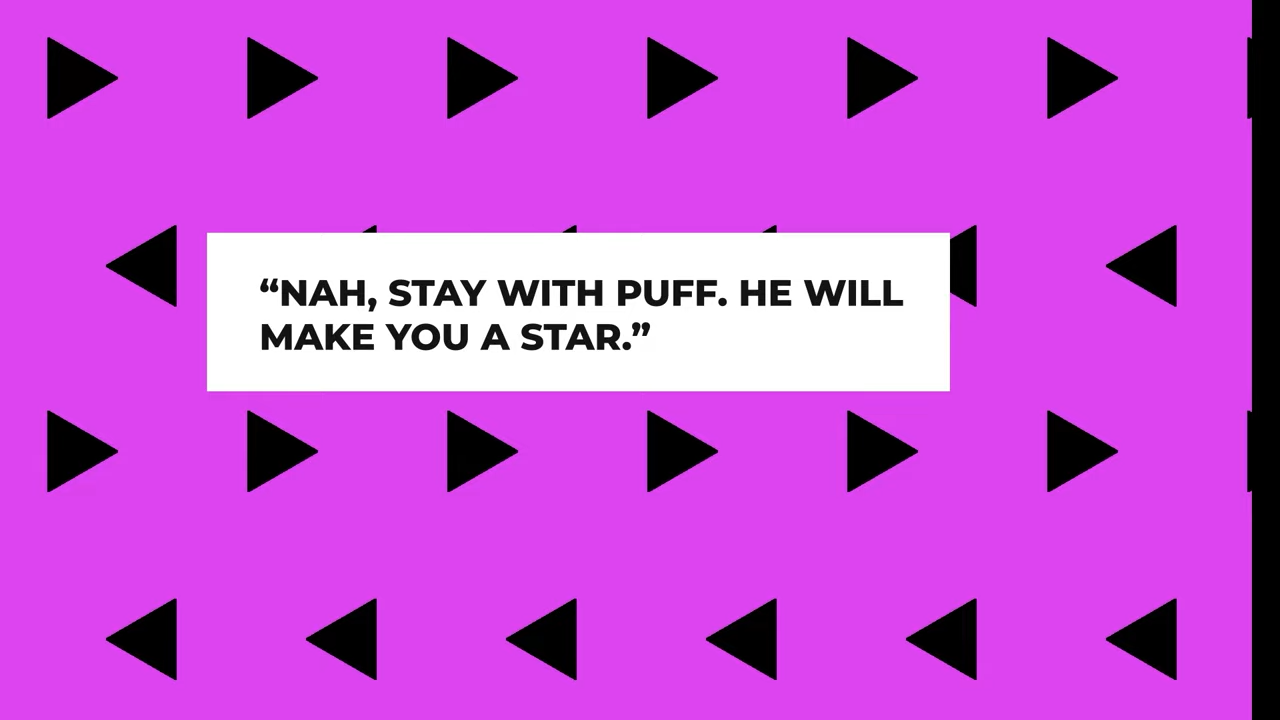 “NAH, STAY WITH PUFF. HE WILL
MAKE YOU A STAR.”